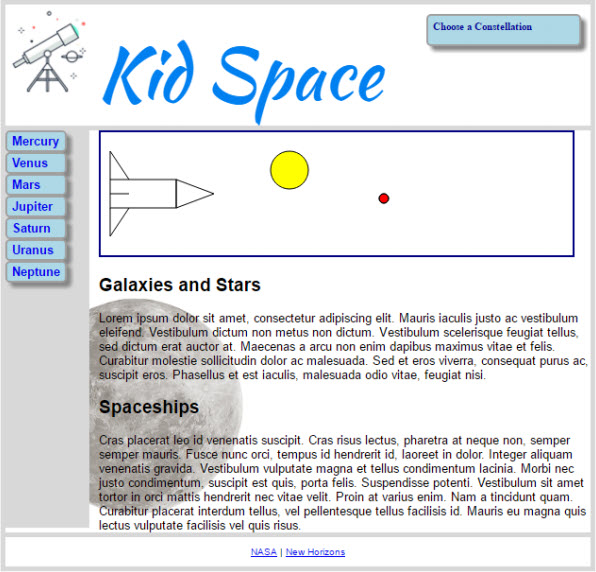 Kid Space
Choose a Constellation
Mercury
Venus
Mars
Jupiter
Saturn
Uranus
Neptune
Galaxies and Stars
Lorem ipsum dolor sit amet, consectetur adipiscing elit. Mauris iaculis justo ac vestibulum
eleifend. Vestibulum dictum non metus non dictum. Vestibulum scelerisque feugiat tellus,
sed dictum erat auctor at. Maecenas a arcu non enim dapibus maximus vitae et felis.
Curabitur molestie sollicitudin dolor ac malesuada. Sed et eros viverra, consequat purus ac,
suscipit eros. Phasellus et est iaculis, malesuada odio vitae, feugiat nisi.
Spaceships
Cras placerat leo id venenatis suscipit. Cras risus lectus, pharetra at neque non, semper
semper mauris. Fusce nunc orci, tempus id hendrerit id, laoreet in dolor. Integer aliquam
venenatis gravida. Vestibulum vulputate magna et tellus condimentum lacinia. Morbi nec
justo condimentum, suscipit est quis, porta felis. Suspendisse potenti. Vestibulum sit amet
tortor in orci mattis hendrerit nec vitae velit. Proin at varius enim. Nam a tincidunt quam.
Curabitur placerat interdum tellus, vel pellentesque tellus facilisis id. Mauris eu magna quis
lectus vulputate facilisis vel quis risus.
NASA | New Horizons